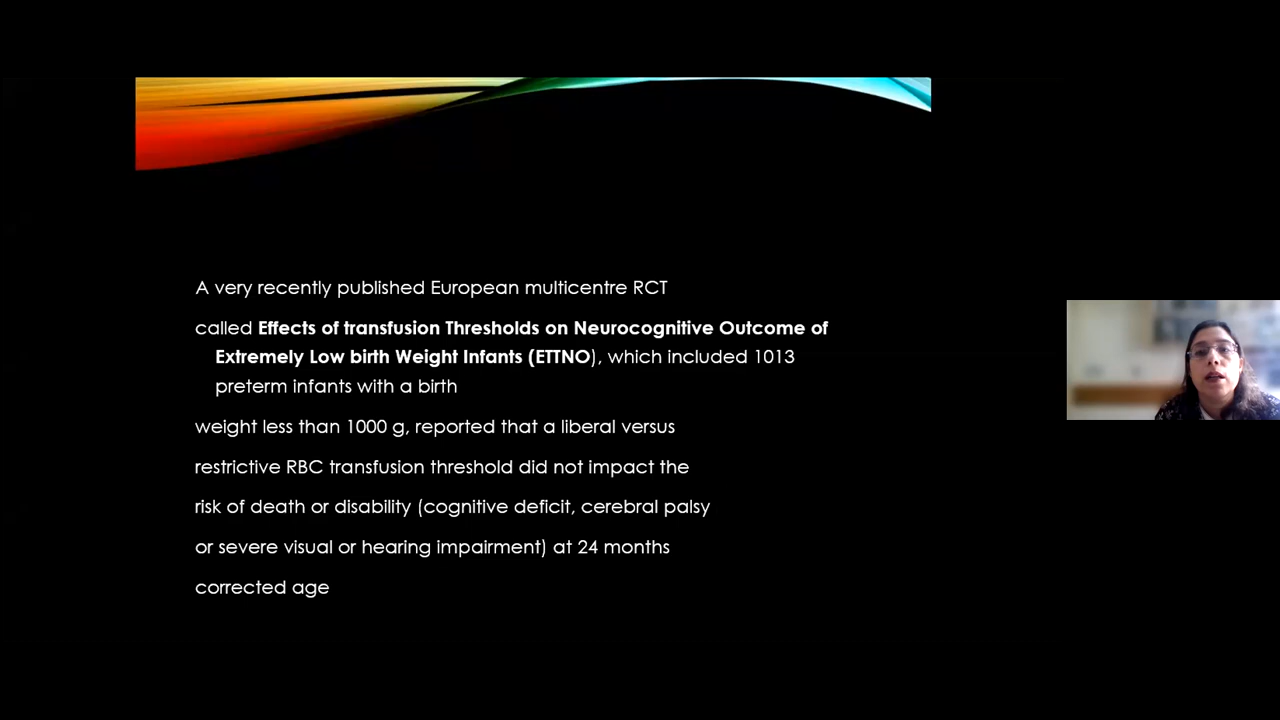 A very recently published European multicentre RCT
called Effects of transfusion Thresholds on Neurocognitive Outcome of
Extremely Low birth Weight Infants (ETTNO), which included 1013
preterm infants with a birth
weight less than 1000 g, reported that a liberal versus
restrictive RBC transfusion threshold did not impact the
risk of death or disability (cognitive deficit, cerebral palsy
or severe visual or hearing impairment) at 24 months
corrected age